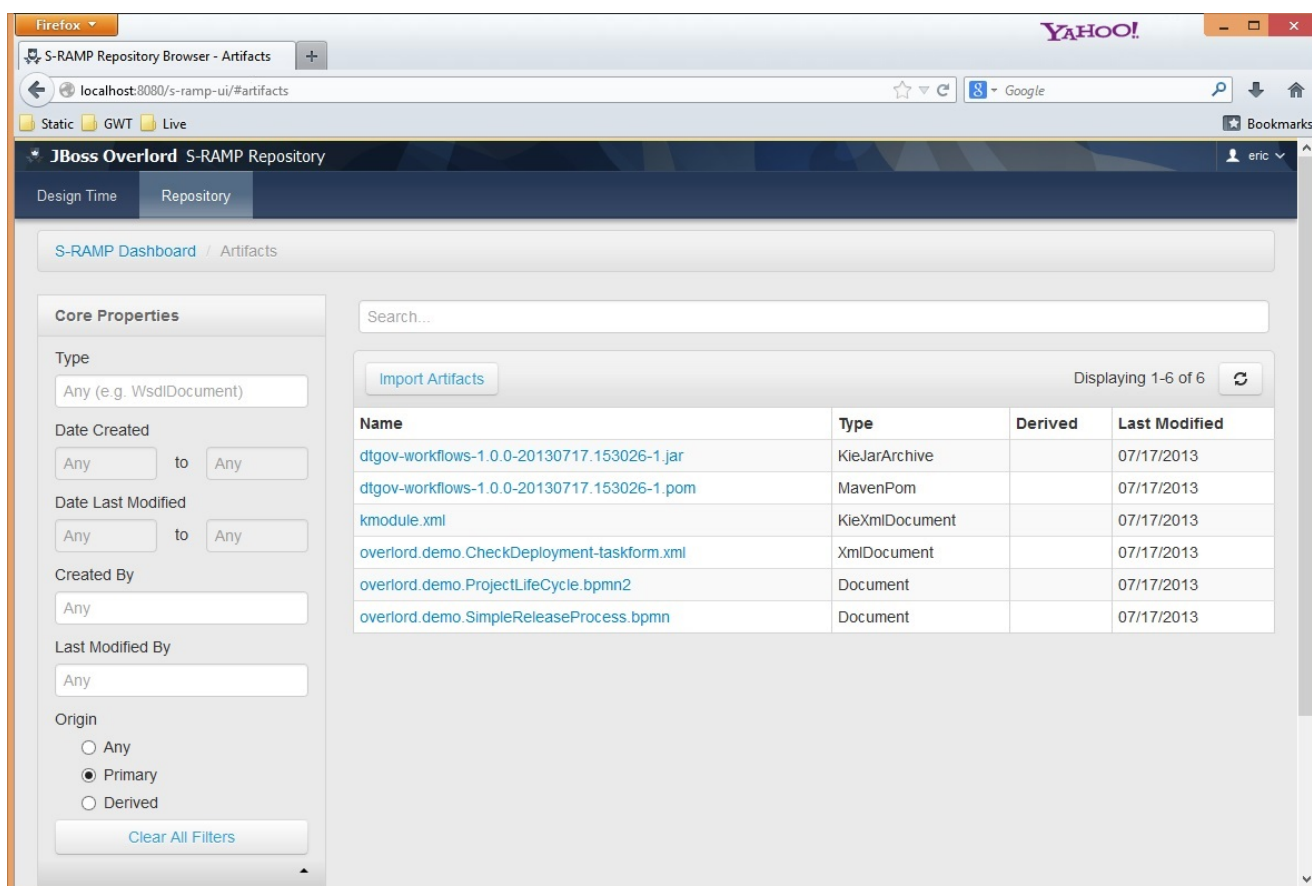 Firefox
YAHOO!
S-RAMP Repository Browser - Artifacts
localhost:8080/s-ramp-ui/#artifacts
8 Google
Static GWT Live Bookmarks
JBoss Overlord S-RAMP Repository eric
Design Time Repository
S-RAMP Dashboard / Artifacts
Core Properties
Type
Any (e.g. WsdlDocument)
Date Created
Any to Any
Date Last Modified
Any to Any
Created By
Any
Last Modified By
Any
Origin
Any
Primary
Derived
Clear All Filters
Search...
Import Artifacts Displaying 1-6 of 6
Name Type Derived Last Modified
dtgov-workflows-1.0.0-20130717.153026-1.jar KieJarArchive 07/17/2013
dtgov-workflows-1.0.0-20130717.153026-1.pom MavenPom 07/17/2013
kmodule.xml KieXmlDocument 07/17/2013
overlord.demo.CheckDeployment-taskform.xml XmlDocument 07/17/2013
overlord.demo.ProjectLifeCycle.bpmn2 Document 07/17/2013
overlord.demo.SimpleReleaseProcess.bpmn Document 07/17/2013